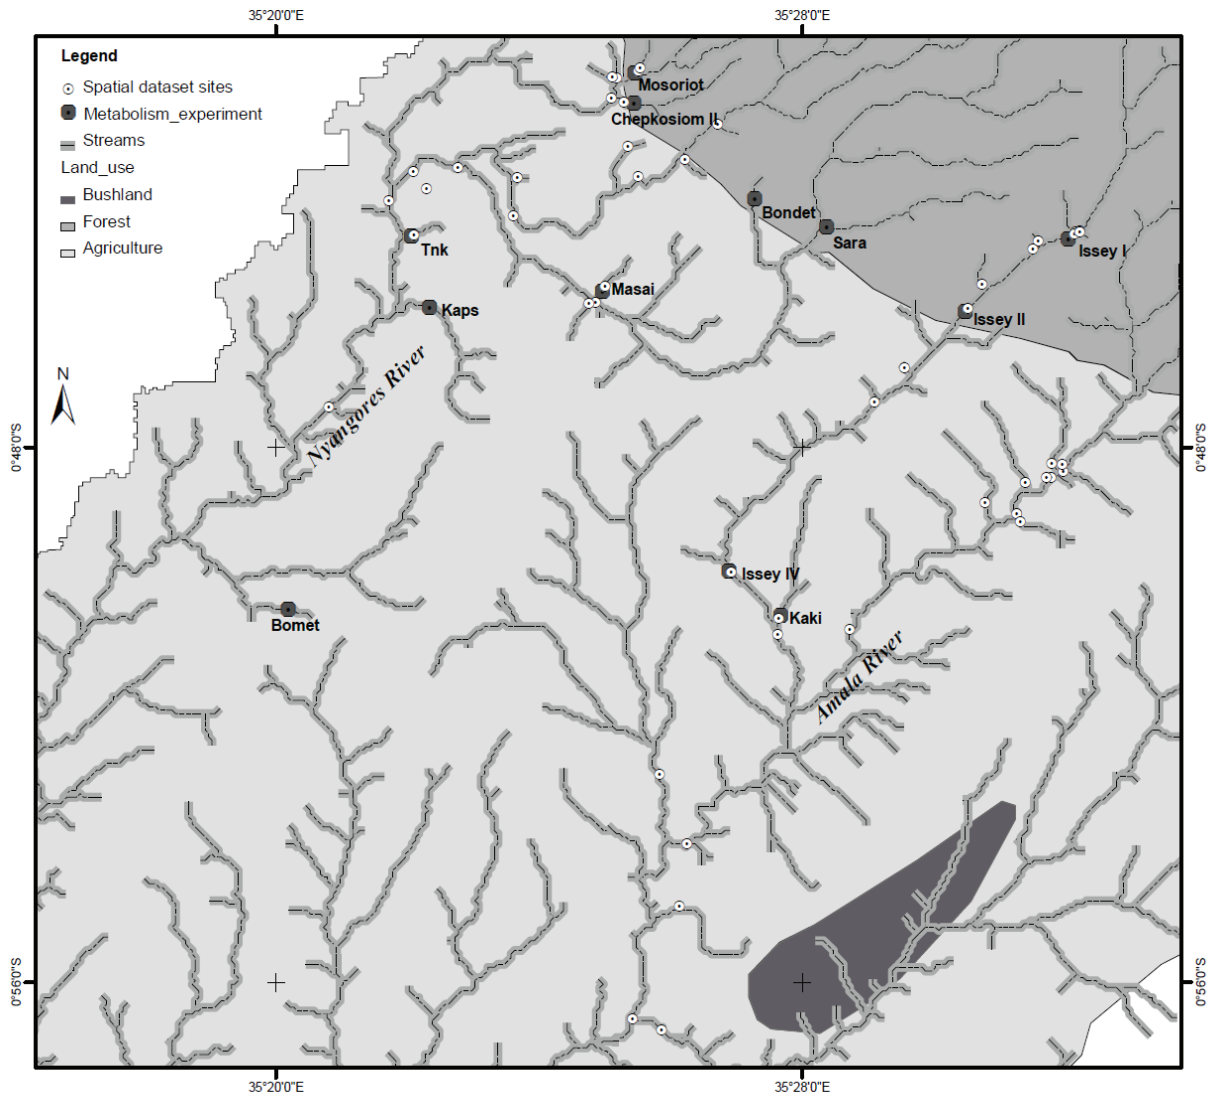 35°20'0"E
35°28'0"E
Legend
Spatial dataset sites
Metabolism_experiment
Streams
Land_use
Bushland
Forest
Agriculture
Mosoriot
Chepkosiom II
Bondet
Sara
Issey I
Tnk
Masai
Kaps
Issey II
N
Nyangores River
0°48'0"S
0°48'0"S
Issey IV
Kaki
Bomet
Amala River
0°56'0"S
0°56'0"S
35°20'0"E
35°28'0"E